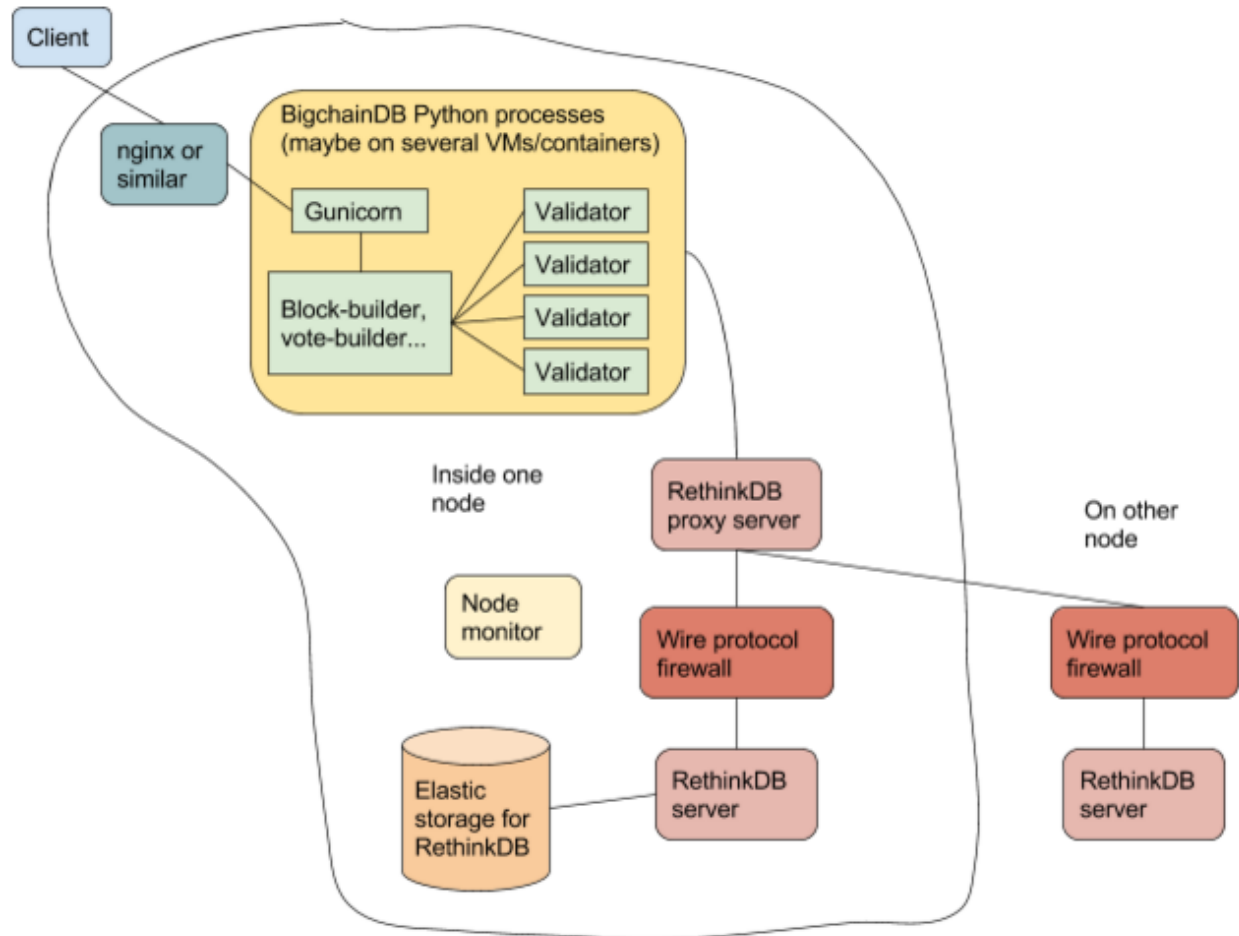 Client
nginx or
similar
BigchainDB Python processes
(maybe on several VMs/containers)
Gunicorn
Block-builder,
vote-builder...
Validator
Validator
Validator
Validator
Inside one
node
RethinkDB
proxy server
On other
node
Node
monitor
Wire protocol
firewall
Wire protocol
firewall
Elastic
storage for
RethinkDB
RethinkDB
server
RethinkDB
server